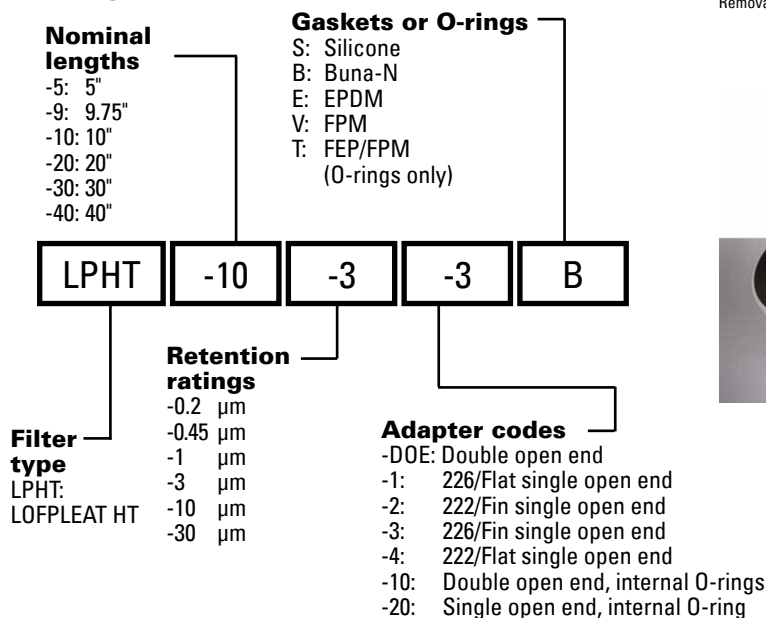 Remova
Nominal
lengths
-5: 5"
-9: 9.75"
-10: 10"
-20: 20"
-30: 30"
-40: 40"
Gaskets or O-rings
S: Silicone
B: Buna-N
E: EPDM
V: FPM
T: FEP/FPM
(O-rings only)
LPHT -10 -3 -3 B
Filter
type
LPHT:
LOFPLEAT HT
Retention
ratings
-0.2 µm
-0.45 µm
-1 µm
-3 µm
-10 µm
-30 µm
Adapter codes
-DOE: Double open end
-1: 226/Flat single open end
-2: 222/Fin single open end
-3: 226/Fin single open end
-4: 222/Flat single open end
-10: Double open end, internal O-rings
-20: Single open end, internal O-ring